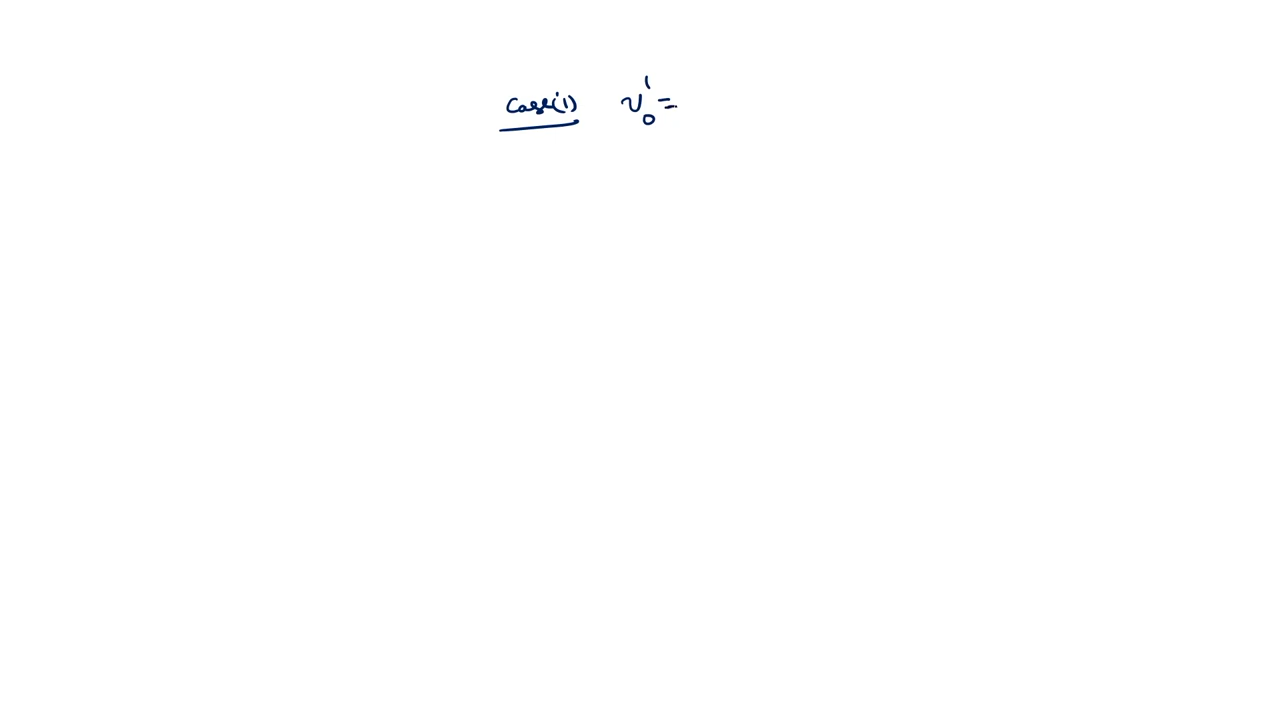 Case(i) v₀' =